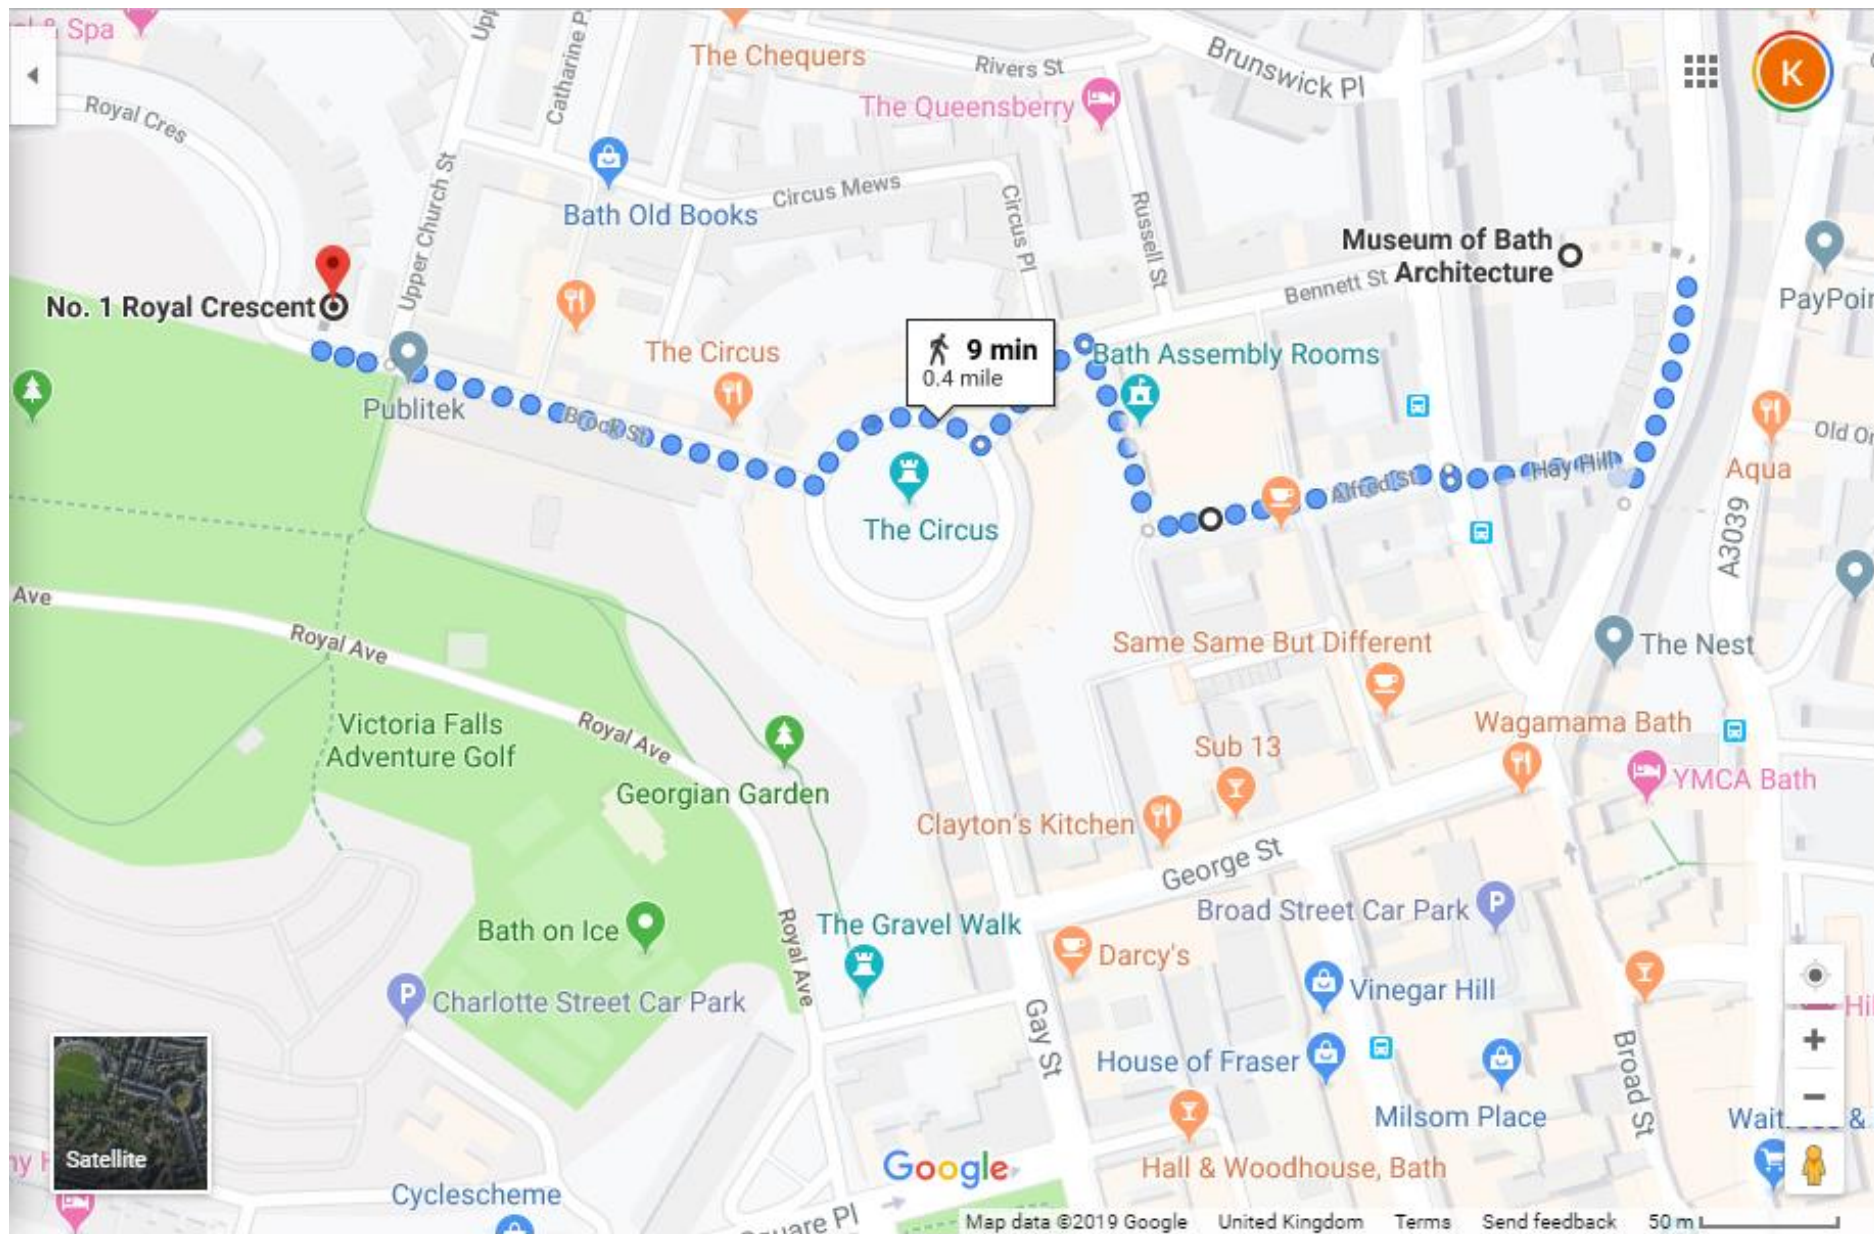 & Spa
The Chequers
Rivers St
Brunswick Pl
K
Catharine
The Queensberry
Royal Cres
Upper Church St
Bath Old Books
Circus Mews
Circus Pl
Russell St
Museum of Bath
Architecture
Bennett St
No. 1 Royal Crescent
The Circus
9 min
0.4 mile
Bath Assembly Rooms
Publitek
Brock St
Aqua
Alfred St
Hay Hill
The Circus
A3039
Ave
Royal Ave
Same Same But Different
The Nest
Victoria Falls
Adventure Golf
Royal Ave
Wagamama Bath
Sub 13
YMCA Bath
Georgian Garden
Clayton's Kitchen
George St
Broad Street Car Park
P
The Gravel Walk
Bath on Ice
Royal Ave
Darcy's
Vinegar Hill
P
Charlotte Street Car Park
Gay St
House of Fraser
Broad St
Milsom Place
Satellite
Google
Hall & Woodhouse, Bath
Cyclescheme
Map data ©2019 Google United Kingdom Terms Send feedback 50 m